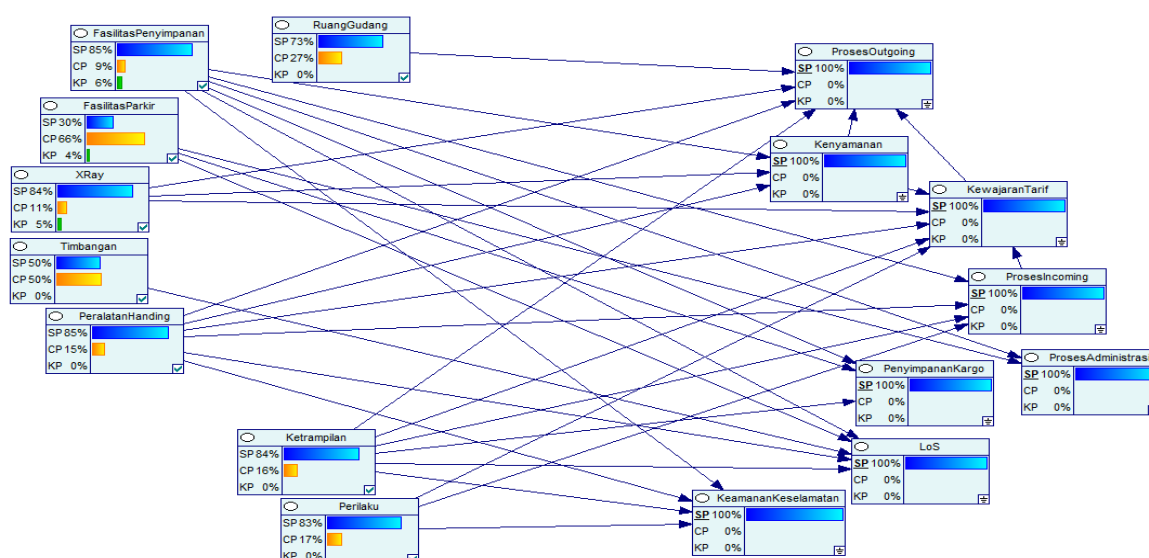 FasilitasPenyimpanan
SP 85%
CP 9%
KP 6%
RuangGudang
SP 73%
CP 27%
KP 0%
ProsesOutgoing
SP 100%
CP 0%
KP 0%
FasilitasParkir
SP 30%
CP 66%
KP 4%
Kenyamanan
SP 100%
CP 0%
KP 0%
XRay
SP 84%
CP 11%
KP 5%
KewajaranTarif
SP 100%
CP 0%
KP 0%
Timbangan
SP 50%
CP 50%
KP 0%
ProsesIncoming
SP 100%
CP 0%
KP 0%
PeralatanHanding
SP 85%
CP 15%
KP 0%
ProsesAdministrasi
SP 100%
CP 0%
KP 0%
PenyimpananKargo
SP 100%
CP 0%
KP 0%
Ketrampilan
SP 84%
CP 16%
KP 0%
LoS
SP 100%
CP 0%
KP 0%
KeamananKeselamatan
SP 100%
CP 0%
KP 0%
Perilaku
SP 83%
CP 17%
KP 0%